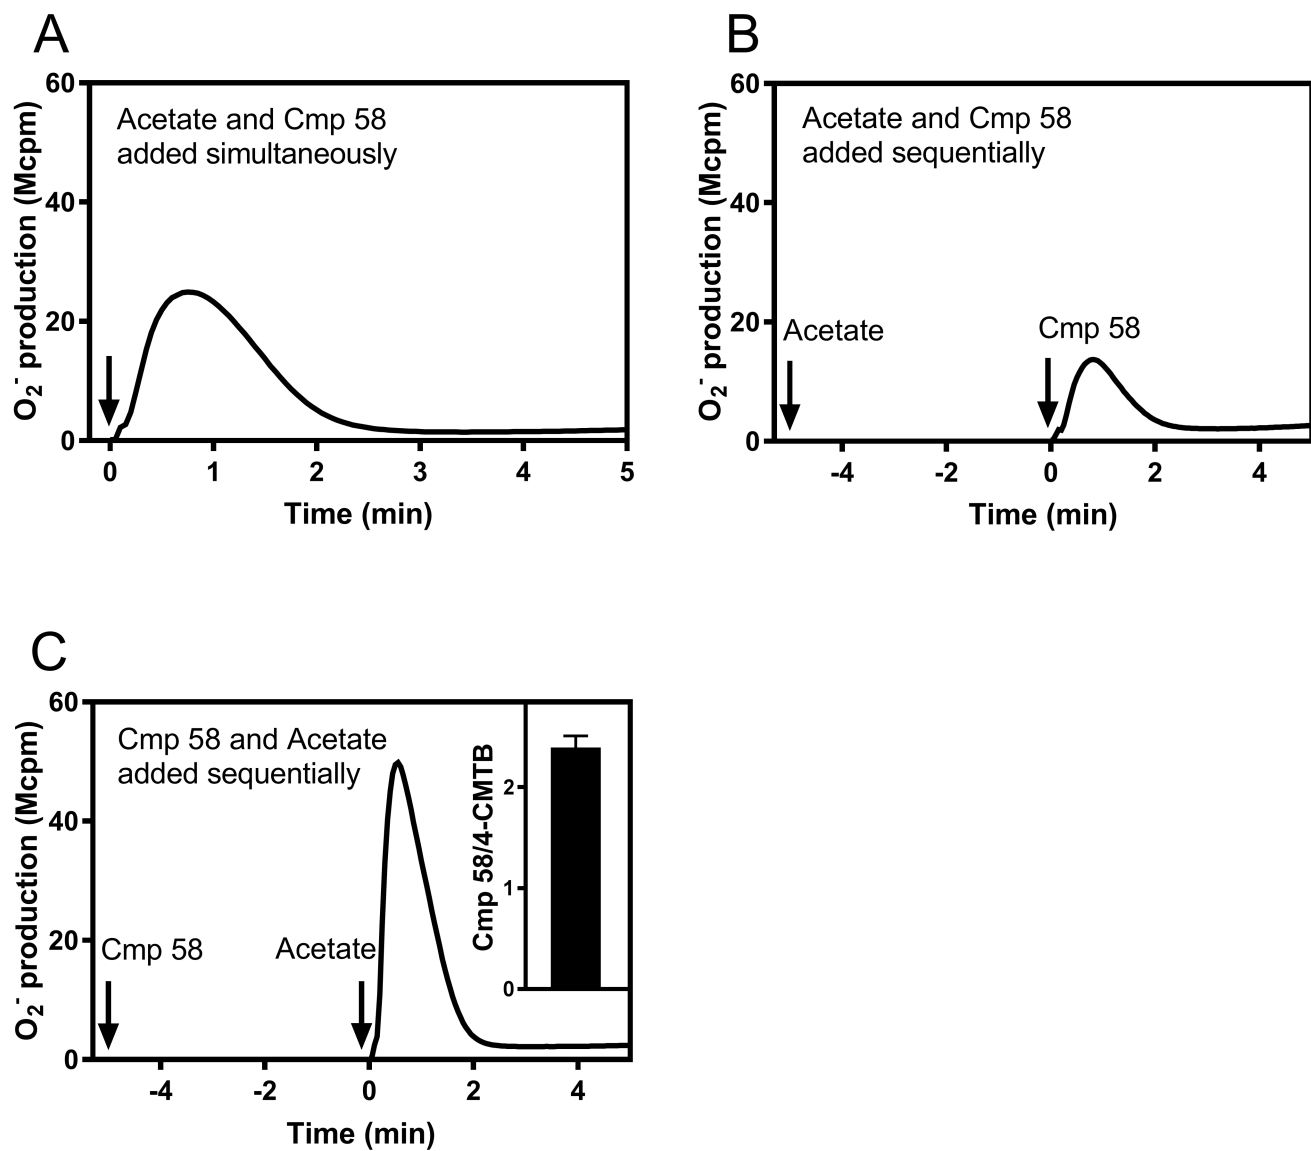 A
O2- production (Mcpm)
60
40
20
0
Acetate and Cmp 58
added simultaneously
0 1 2 3 4 5
Time (min)
B
O2- production (Mcpm)
60
40
20
0
Acetate and Cmp 58
added sequentially
Acetate
Cmp 58
-4 -2 0 2 4
Time (min)
C
O2- production (Mcpm)
60
40
20
0
Cmp 58 and Acetate
added sequentially
Cmp 58
Acetate
Cmp 58/4-CMTB
2
1
0
-4 -2 0 2 4
Time (min)